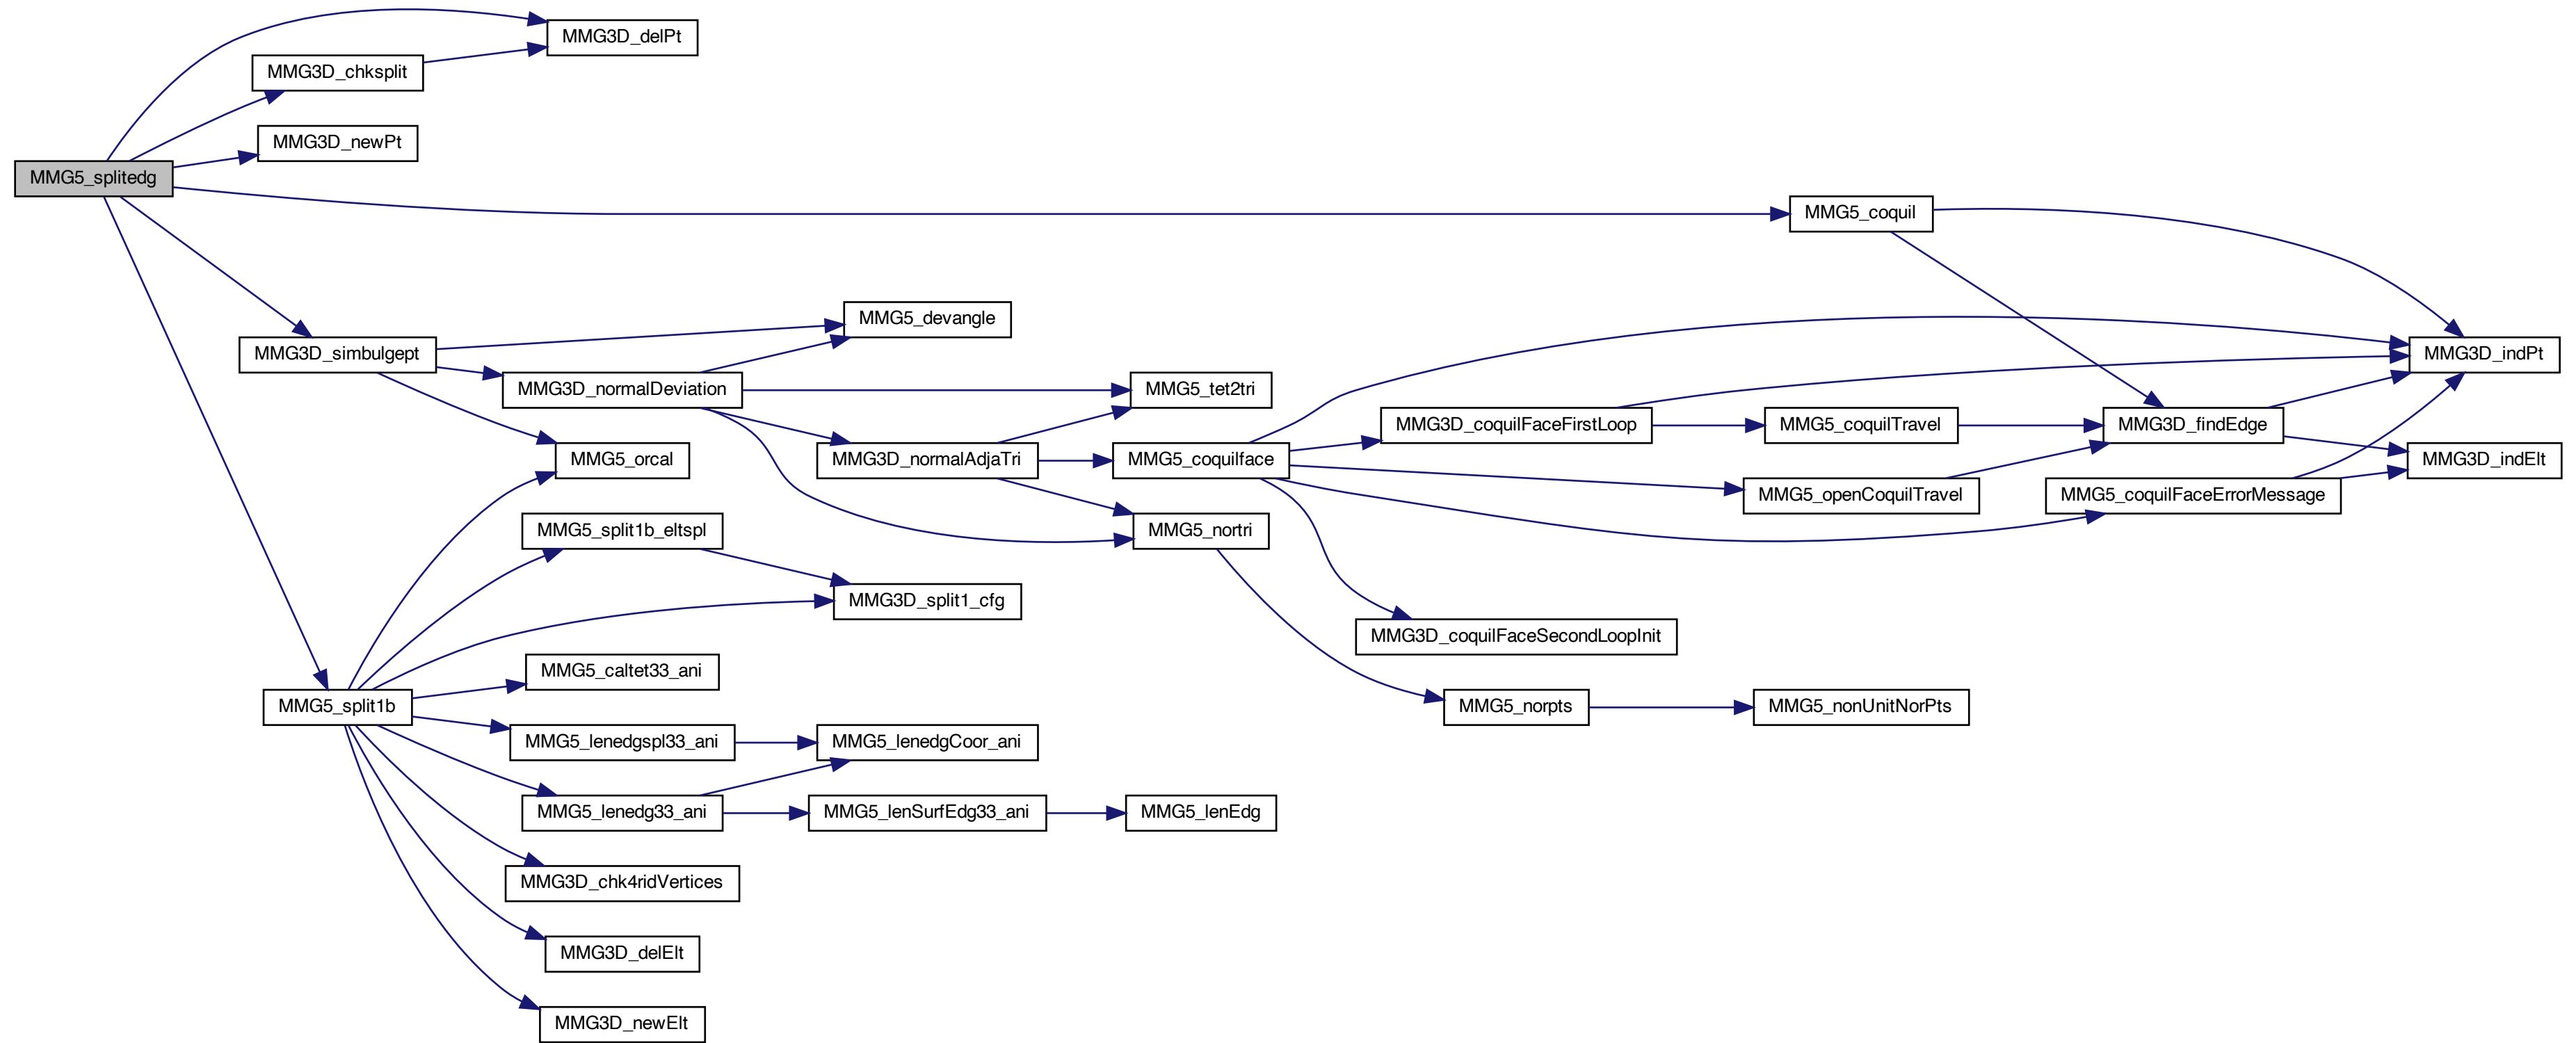 MMG3D_delPt
MMG3D_chksplit
MMG3D_newPt
MMG5_splitedg
MMG5_coquil
MMG5_devangle
MMG3D_simbulgept
MMG3D_indPt
MMG3D_normalDeviation
MMG5_tet2tri
MMG3D_coquilFaceFirstLoop
MMG5_coquilTravel
MMG3D_findEdge
MMG5_orcal
MMG3D_normalAdjaTri
MMG5_coquilface
MMG3D_indElt
MMG5_openCoquilTravel
MMG5_coquilFaceErrorMessage
MMG5_split1b_eltspl
MMG5_nortri
MMG3D_split1_cfg
MMG3D_coquilFaceSecondLoopInit
MMG5_caltet33_ani
MMG5_split1b
MMG5_norpts
MMG5_nonUnitNorPts
MMG5_lenedgspl33_ani
MMG5_lenedgCoor_ani
MMG5_lenedg33_ani
MMG5_lenSurfEdg33_ani
MMG5_lenEdg
MMG3D_chk4ridVertices
MMG3D_delElt
MMG3D_newElt